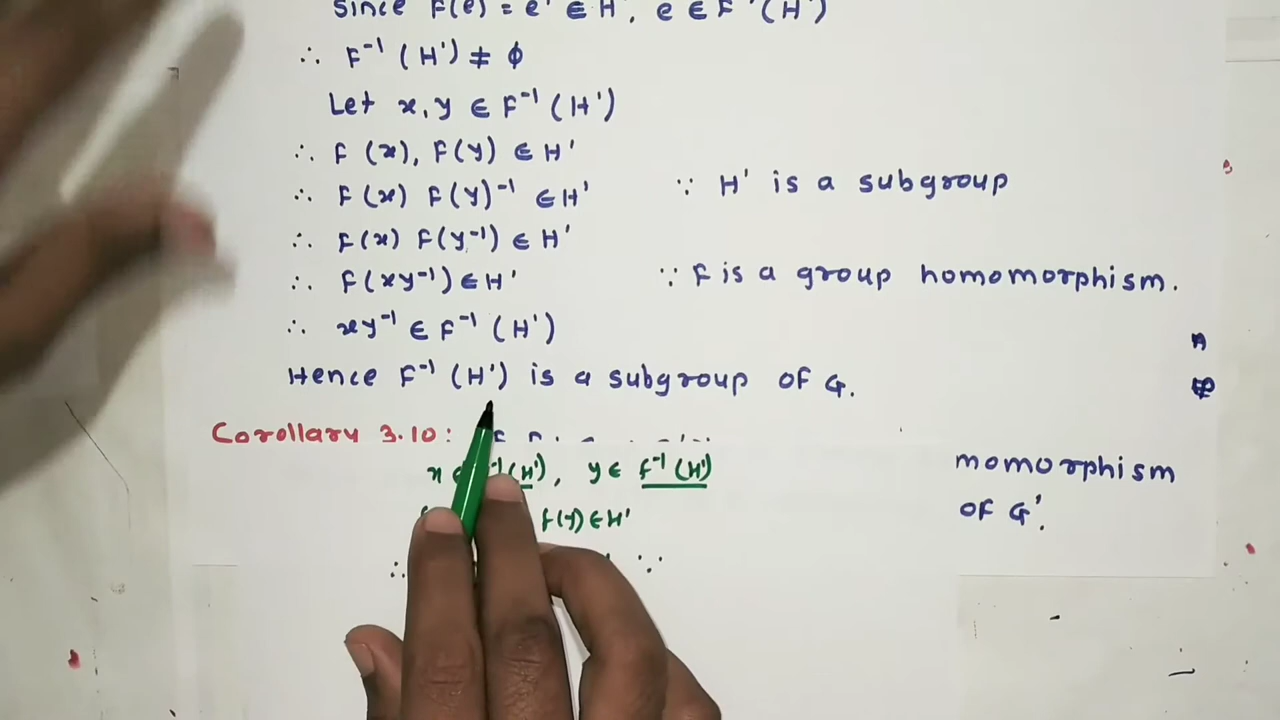 Since F(e) = e' ∈ H', e ∈ F⁻¹(H')
∴ F⁻¹(H') ≠ ϕ
Let x, y ∈ F⁻¹(H')
∴ F(x), F(y) ∈ H'
∴ F(x) F(y)⁻¹ ∈ H' ∵ H' is a subgroup
∴ F(x) F(y⁻¹) ∈ H'
∴ F(xy⁻¹) ∈ H' ∵ F is a group homomorphism.
∴ xy⁻¹ ∈ F⁻¹(H')
Hence F⁻¹(H') is a subgroup of G.
Corollary 3.10:
x ∈ (H'), y ∈ F⁻¹(H') momorphism
F(y) ∈ H' of G'.
∴ ∵